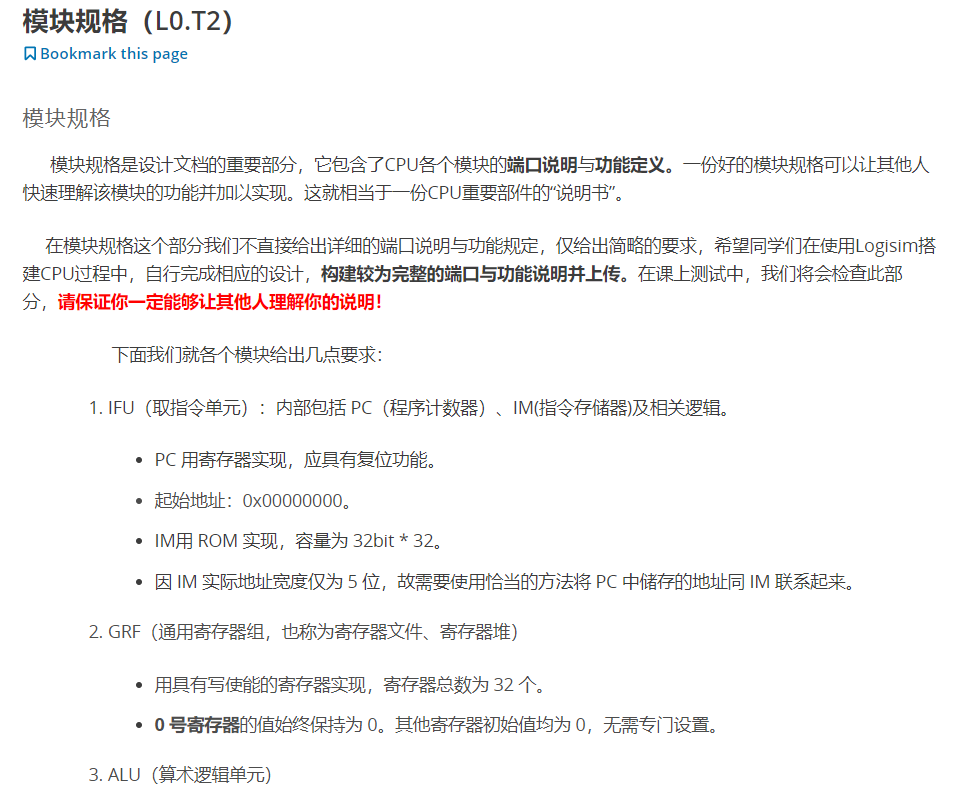 模块规格（L0.T2）
Bookmark this page
模块规格
模块规格是设计文档的重要部分，它包含了CPU各个模块的端口说明与功能定义。一份好的模块规格可以让其他人
快速理解该模块的功能并加以实现。这就相当于一份CPU重要部件的“说明书”。
在模块规格这个部分我们不直接给出详细的端口说明与功能规定，仅给出简略的要求，希望同学们在使用Logisim搭
建CPU过程中，自行完成相应的设计，构建较为完整的端口与功能说明并上传。在课上测试中，我们将会检查此部
分，请保证你一定能够让其他人理解你的说明！
下面我们就各个模块给出几点要求：
1. IFU（取指令单元）：内部包括 PC（程序计数器）、IM(指令存储器)及相关逻辑。
• PC 用寄存器实现，应具有复位功能。
• 起始地址：0x00000000。
• IM用 ROM 实现，容量为 32bit * 32。
• 因 IM 实际地址宽度仅为 5 位，故需要使用恰当的方法将 PC 中储存的地址同 IM 联系起来。
2. GRF（通用寄存器组，也称为寄存器文件、寄存器堆）
• 用具有写使能的寄存器实现，寄存器总数为 32 个。
• 0 号寄存器的值始终保持为 0。其他寄存器初始值均为 0，无需专门设置。
3. ALU（算术逻辑单元）